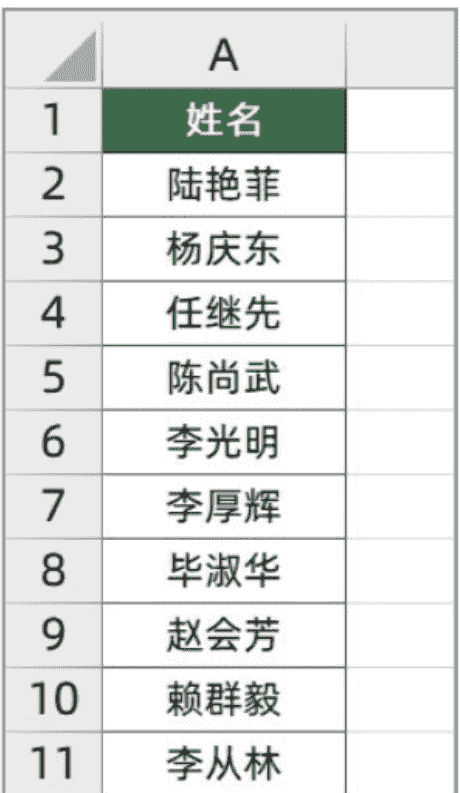 A
1 姓名
2 陆艳菲
3 杨庆东
4 任继先
5 陈尚武
6 李光明
7 李厚辉
8 毕淑华
9 赵会芳
10 赖群毅
11 李从林